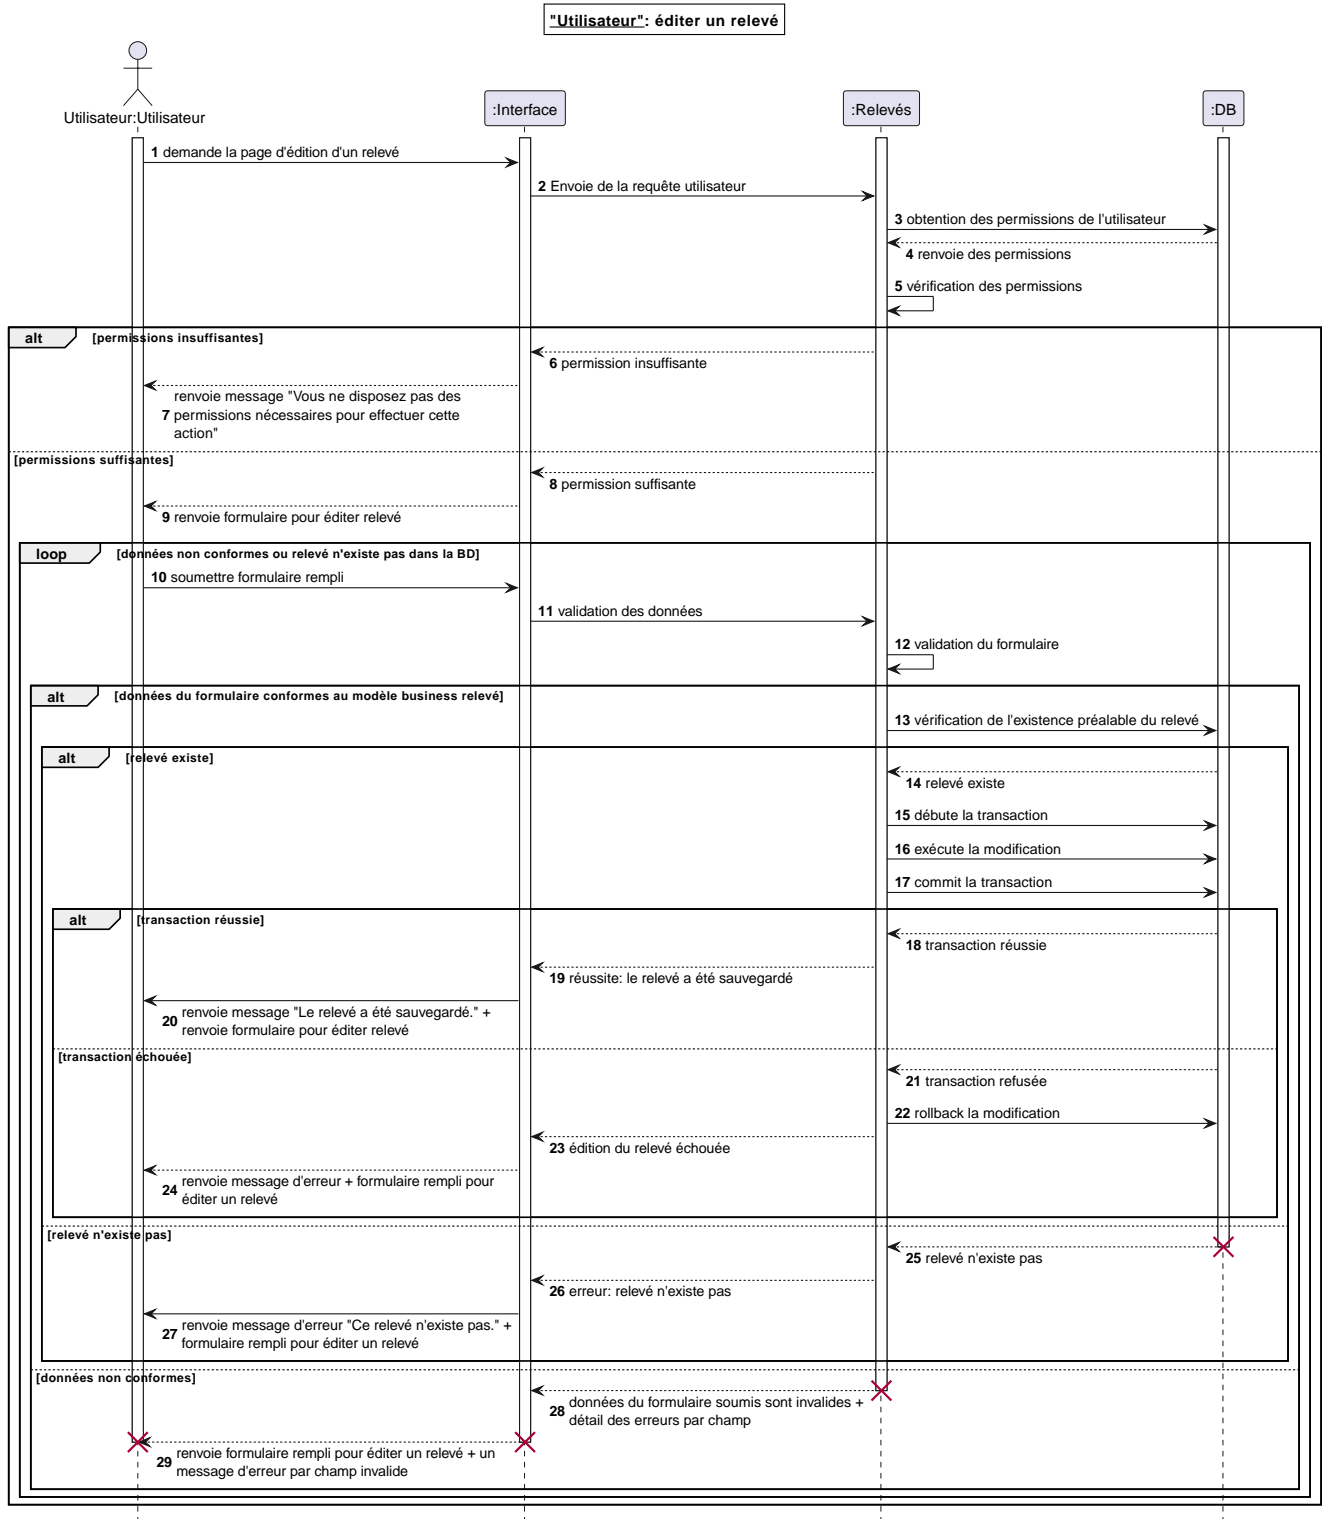 "Utilisateur": éditer un relevé
Utilisateur:Utilisateur
:Interface
:Relevés
:DB
1 demande la page d'édition d'un relevé
2 Envoie de la requête utilisateur
3 obtention des permissions de l'utilisateur
4 renvoie des permissions
5 vérification des permissions
alt [permissions insuffisantes]
6 permission insuffisante
renvoie message "Vous ne disposez pas des
7 permissions nécessaires pour effectuer cette
action"
[permissions suffisantes]
8 permission suffisante
9 renvoie formulaire pour éditer relevé
loop [données non conformes ou relevé n'existe pas dans la BD]
10 soumettre formulaire rempli
11 validation des données
12 validation du formulaire
alt [données du formulaire conformes au modèle business relevé]
13 vérification de l'existence préalable du relevé
alt [relevé existe]
14 relevé existe
15 débute la transaction
16 exécute la modification
17 commit la transaction
alt [transaction réussie]
18 transaction réussie
19 réussite: le relevé a été sauvegardé
20 renvoie message "Le relevé a été sauvegardé." +
renvoie formulaire pour éditer relevé
[transaction échouée]
21 transaction refusée
22 rollback la modification
23 édition du relevé échouée
24 renvoie message d'erreur + formulaire rempli pour
éditer un relevé
[relevé n'existe pas]
25 relevé n'existe pas
26 erreur: relevé n'existe pas
27 renvoie message d'erreur "Ce relevé n'existe pas." +
formulaire rempli pour éditer un relevé
[données non conformes]
28 données du formulaire soumis sont invalides +
détail des erreurs par champ
29 renvoie formulaire rempli pour éditer un relevé + un
message d'erreur par champ invalide